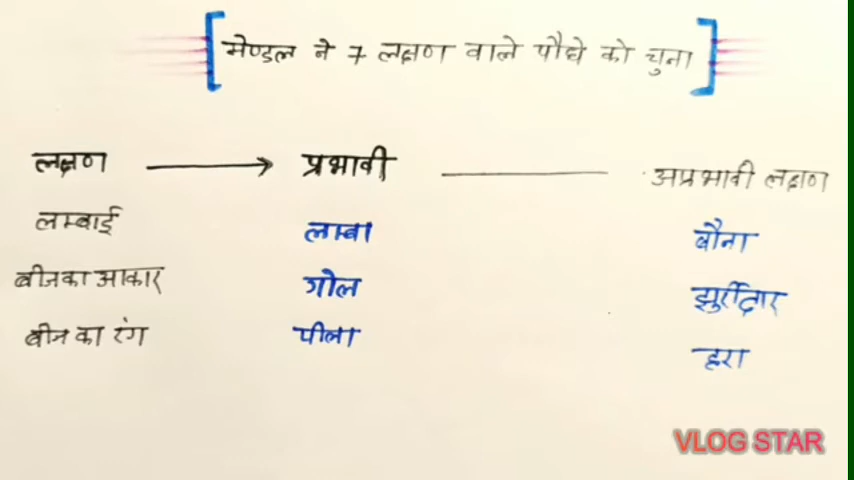 मेण्डल ने 7 लक्षण वाले पौधे को चुना
लक्षण प्रभावी अप्रभावी लक्षण
लम्बाई लम्बा बौना
बीज का आकार गोल झुर्रीदार
बीज का रंग पीला हरा
VLOG STAR